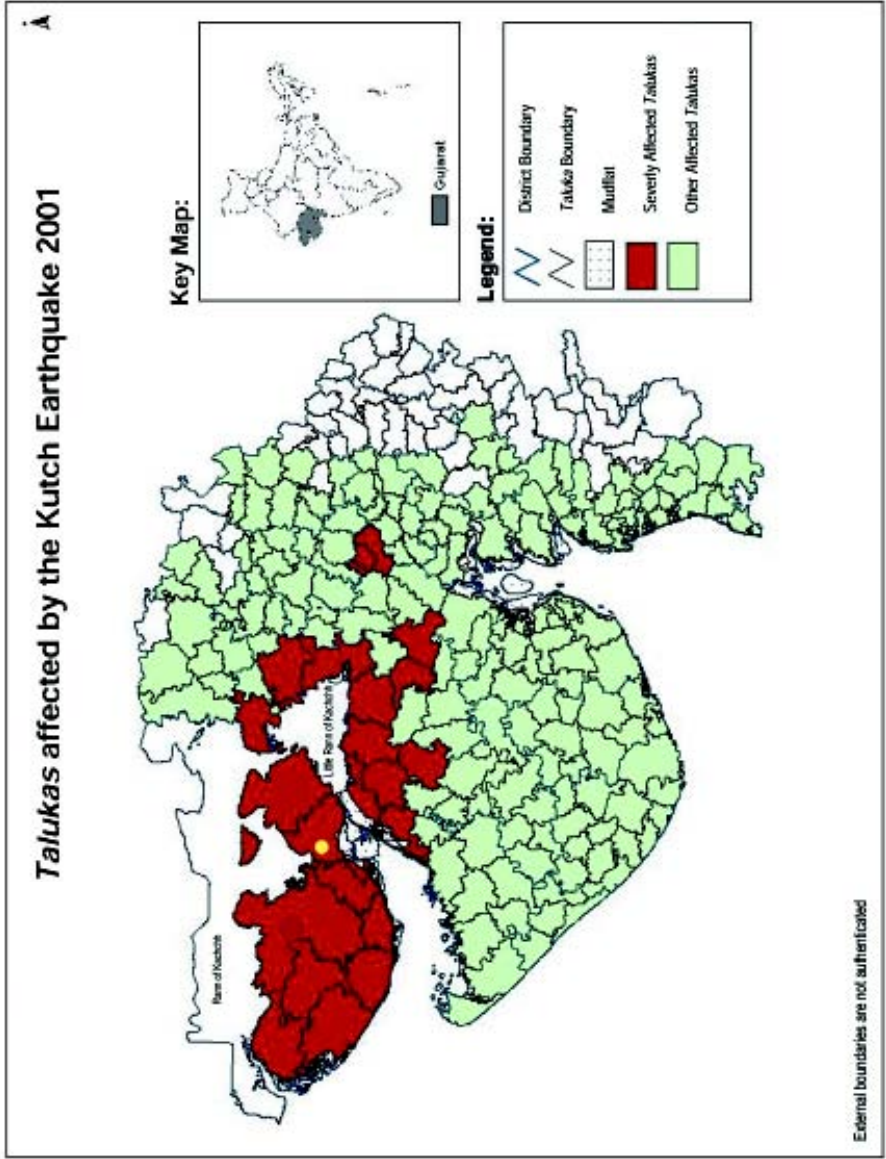 Talukas affected by the Kutch Earthquake 2001
Key Map:
Gujarat
Legend:
District Boundary
Taluka Boundary
Mudflat
Severly Affected Talukas
Other Affected Talukas
Rann of Kachchh
Little Rann of Kachchh
External boundaries are not authenticated